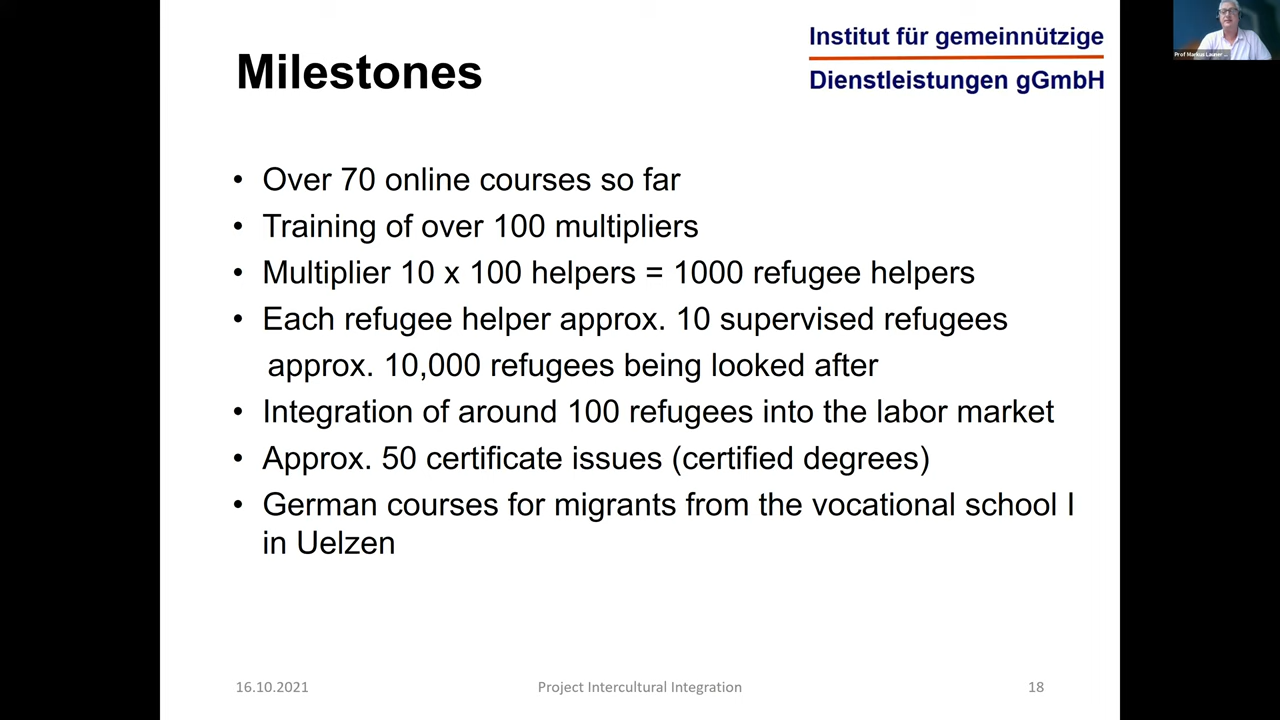 Milestones
Institut für gemeinnützige
Dienstleistungen gGmbH
• Over 70 online courses so far
• Training of over 100 multipliers
• Multiplier 10 x 100 helpers = 1000 refugee helpers
• Each refugee helper approx. 10 supervised refugees
approx. 10,000 refugees being looked after
• Integration of around 100 refugees into the labor market
• Approx. 50 certificate issues (certified degrees)
• German courses for migrants from the vocational school I
in Uelzen
16.10.2021
Project Intercultural Integration
18
Prof Markus Launer ...